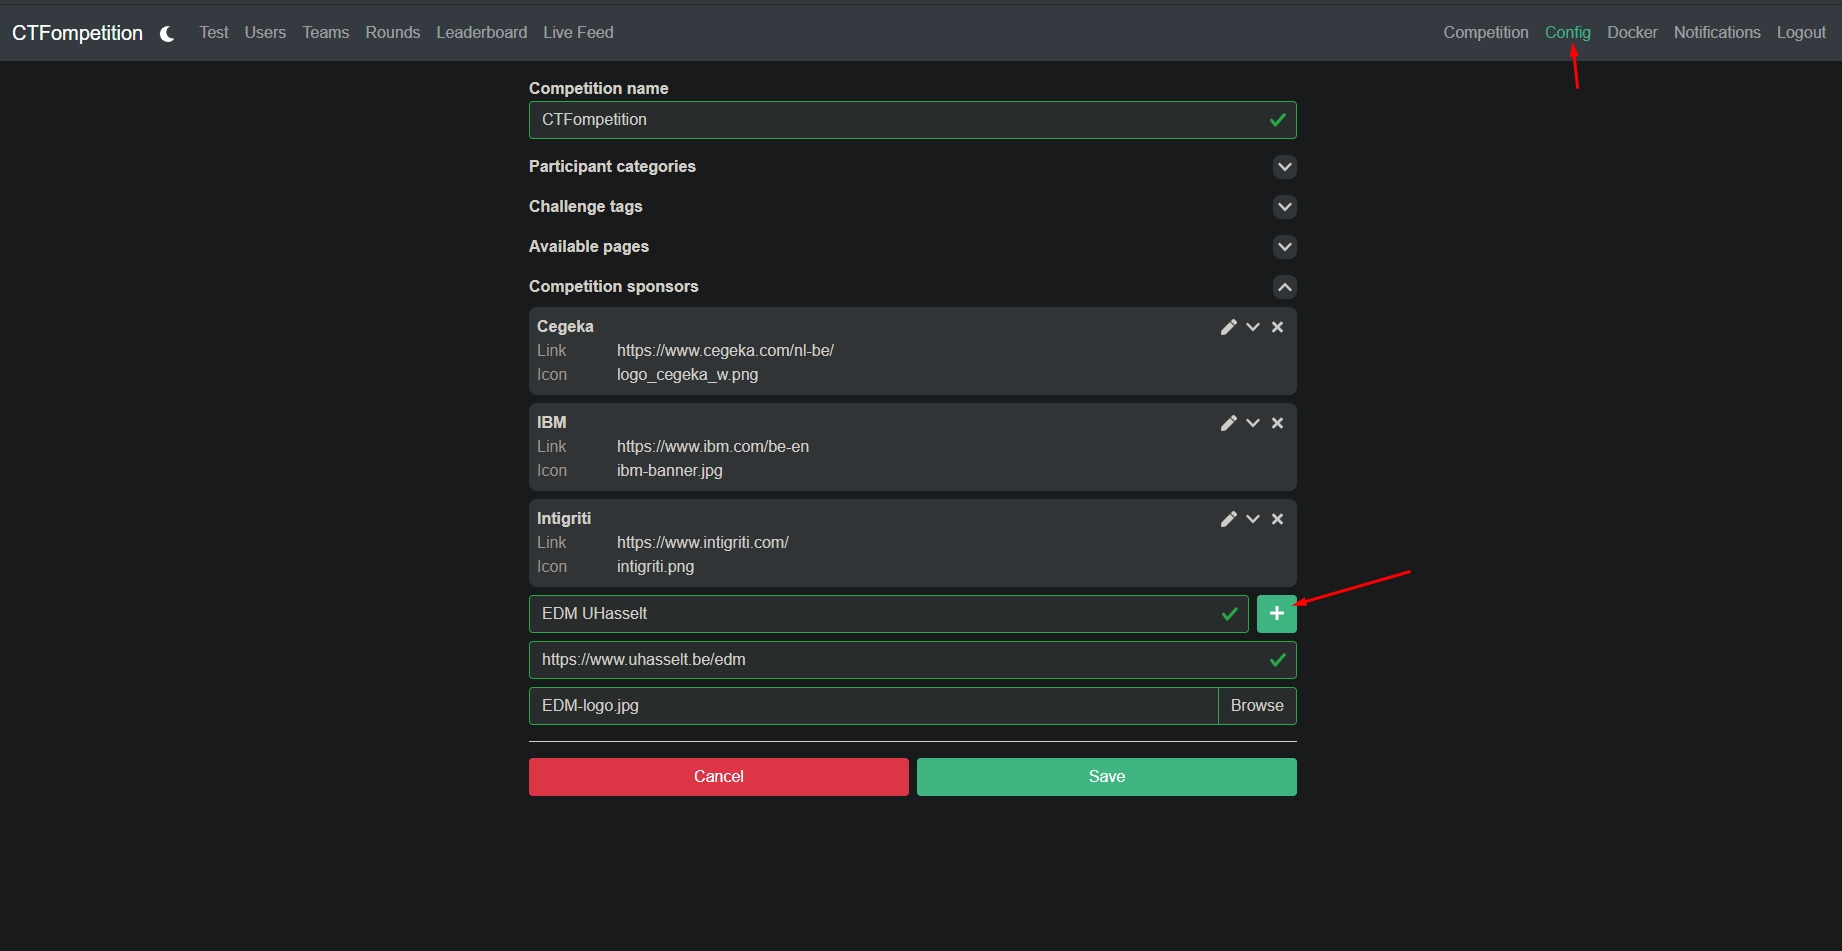 CTFompetition Test Users Teams Rounds Leaderboard Live Feed Competition Config Docker Notifications Logout
Competition name
CTFompetition
Participant categories
Challenge tags
Available pages
Competition sponsors
Cegeka
Link https://www.cegeka.com/nl-be/
Icon logo_cegeka_w.png
IBM
Link https://www.ibm.com/be-en
Icon ibm-banner.jpg
Intigriti
Link https://www.intigriti.com/
Icon intigriti.png
EDM UHasselt
https://www.uhasselt.be/edm
EDM-logo.jpg Browse
Cancel Save